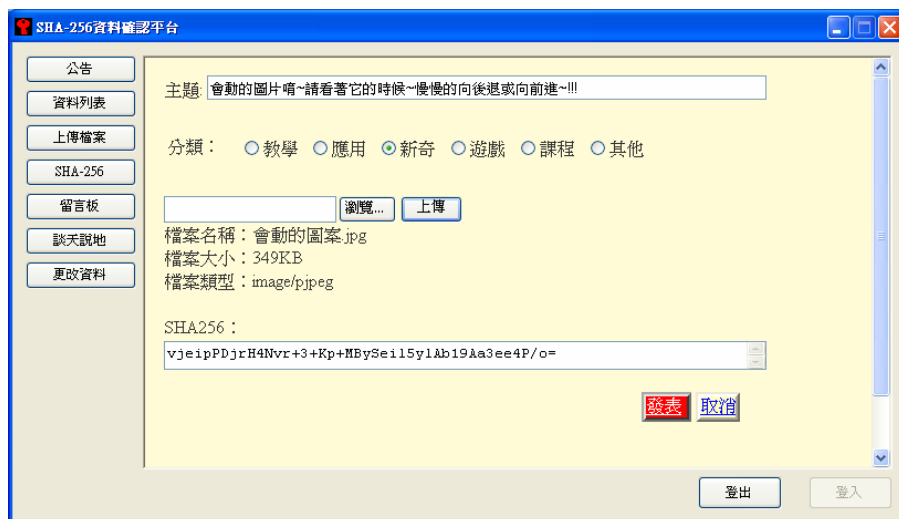 SHA-256資料確認平台
公告
資料列表
上傳檔案
SHA-256
留言板
談天說地
更改資料
主題: 會動的圖片唷~請看著它的時候~慢慢的向後退或向前進~!!!
分類： 教學 應用 新奇 遊戲 課程 其他
瀏覽... 上傳
檔案名稱：會動的圖案.jpg
檔案大小：349KB
檔案類型：image/pjpeg
SHA256：
vjeipPDjrH4Nvr+3+Kp+MBySei15ylAb19Aa3ee4P/o=
發表 取消
登出 登入